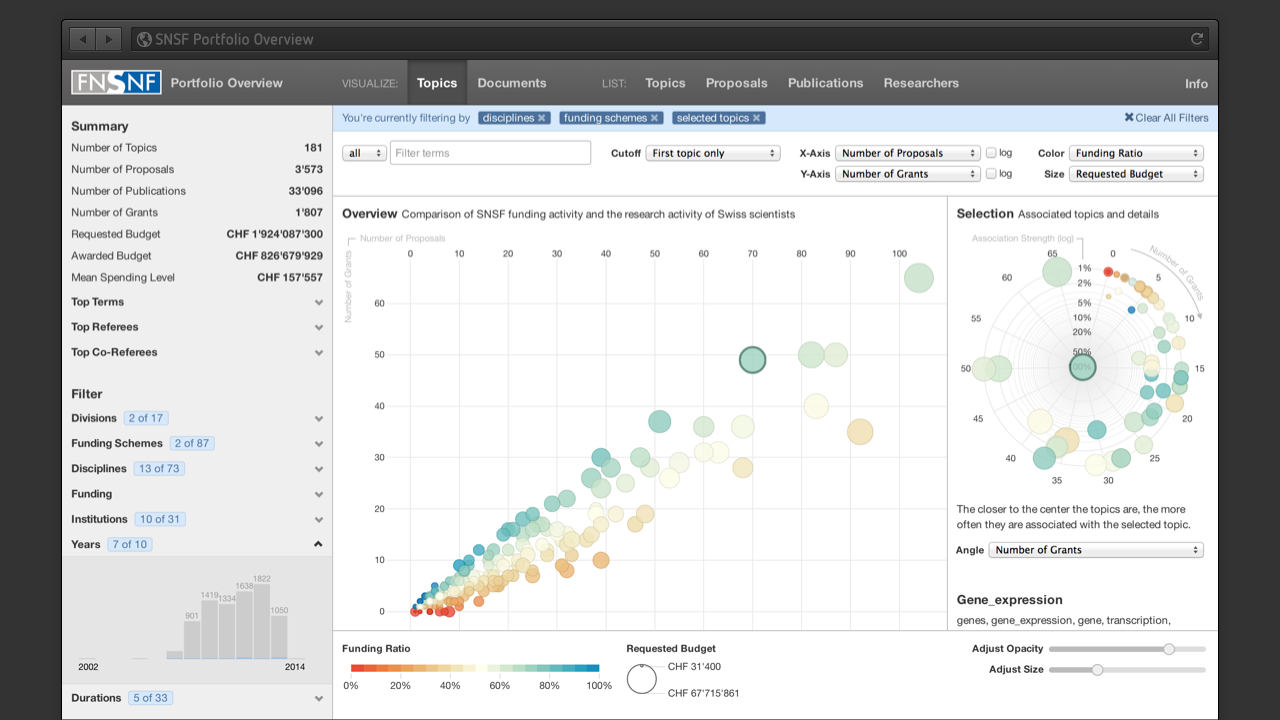 SNSF Portfolio Overview
FNSNF Portfolio Overview VISUALIZE: Topics Documents LIST: Topics Proposals Publications Researchers Info
Summary
Number of Topics 181
Number of Proposals 3'573
Number of Publications 33'096
Number of Grants 1'807
Requested Budget CHF 1'924'087'300
Awarded Budget CHF 826'679'929
Mean Spending Level CHF 157'557
Top Terms
Top Referees
Top Co-Referees
Filter
Divisions 2 of 17
Funding Schemes 2 of 87
Disciplines 13 of 73
Funding
Institutions 10 of 31
Years 7 of 10
901 1419 1334 1638 1822 1050
2002 2014
Durations 5 of 33
You're currently filtering by disciplines ✖ funding schemes ✖ selected topics ✖ ✖ Clear All Filters
all Filter terms Cutoff First topic only X-Axis Number of Proposals log Color Funding Ratio
Y-Axis Number of Grants log Size Requested Budget
Overview Comparison of SNSF funding activity and the research activity of Swiss scientists
Number of Proposals
0 10 20 30 40 50 60 70 80 90 100
Number of Grants
60
50
40
30
20
10
0
Selection Associated topics and details
Association Strength (log)
Number of Grants
0 5 10 15 20 25 30 35 40 45 50 55 60 65
1%
2%
5%
10%
20%
50%
100%
The closer to the center the topics are, the more
often they are associated with the selected topic.
Angle Number of Grants
Gene_expression
genes, gene_expression, gene, transcription,
Funding Ratio
0% 20% 40% 60% 80% 100%
Requested Budget
CHF 31'400
CHF 67'715'861
Adjust Opacity
Adjust Size